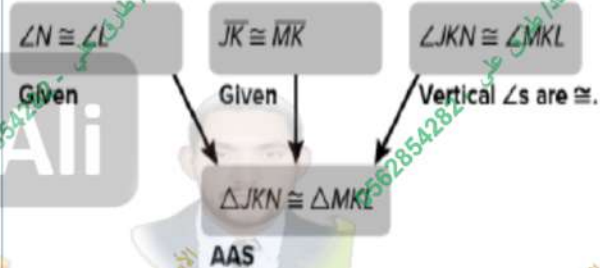 ∠N ≅ ∠L
JK ≅ MK
∠JKN ≅ ∠MKL
Given
Given
Vertical ∠s are ≅.
Ali
△JKN ≅ △MKL
AAS